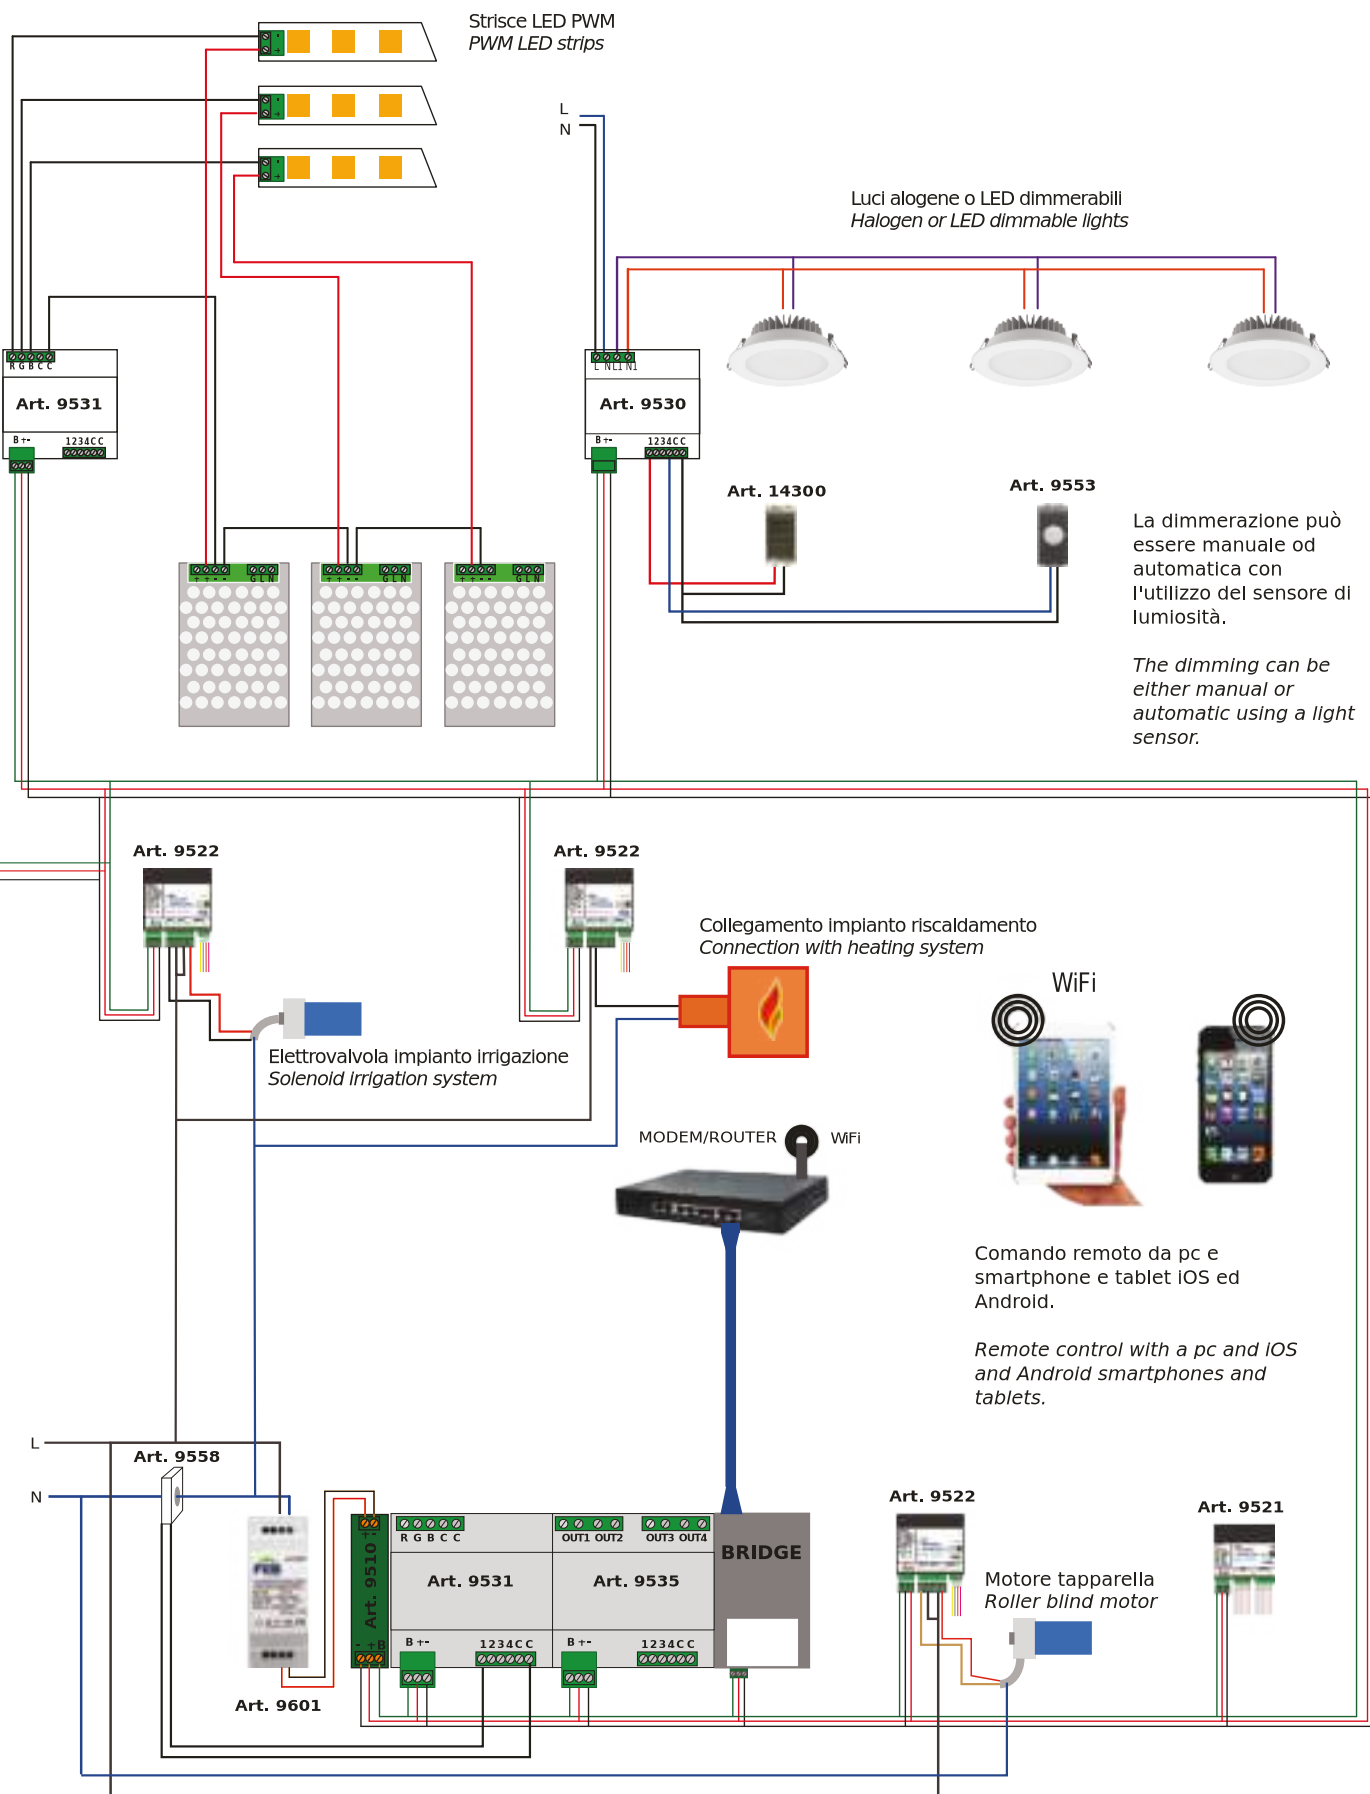 Strisce LED PWM
PWM LED strips
L
N
Luci alogene o LED dimmerabili
Halogen or LED dimmable lights
R G B C C
Art. 9531
B + - 1 2 3 4 C C
L N L1 N1
Art. 9530
B + - 1 2 3 4 C C
Art. 14300
Art. 9553
La dimmerazione può
essere manuale od
automatica con
l'utilizzo del sensore di
lumiosità.
The dimming can be
either manual or
automatic using a light
sensor.
+ + - - G L N
+ + - - G L N
+ + - - G L N
Art. 9522
Art. 9522
Collegamento impianto riscaldamento
Connection with heating system
WiFi
Elettrovalvola impianto irrigazione
Solenoid irrigation system
MODEM/ROUTER
WiFi
Comando remoto da pc e
smartphone e tablet iOS ed
Android.
Remote control with a pc and iOS
and Android smartphones and
tablets.
L
Art. 9558
N
Art. 9601
+ -
Art. 9510
- + B
R G B C C
Art. 9531
B + - 1 2 3 4 C C
OUT1 OUT2 OUT3 OUT4
Art. 9535
B + - 1 2 3 4 C C
BRIDGE
Art. 9522
Art. 9521
Motore tapparella
Roller blind motor